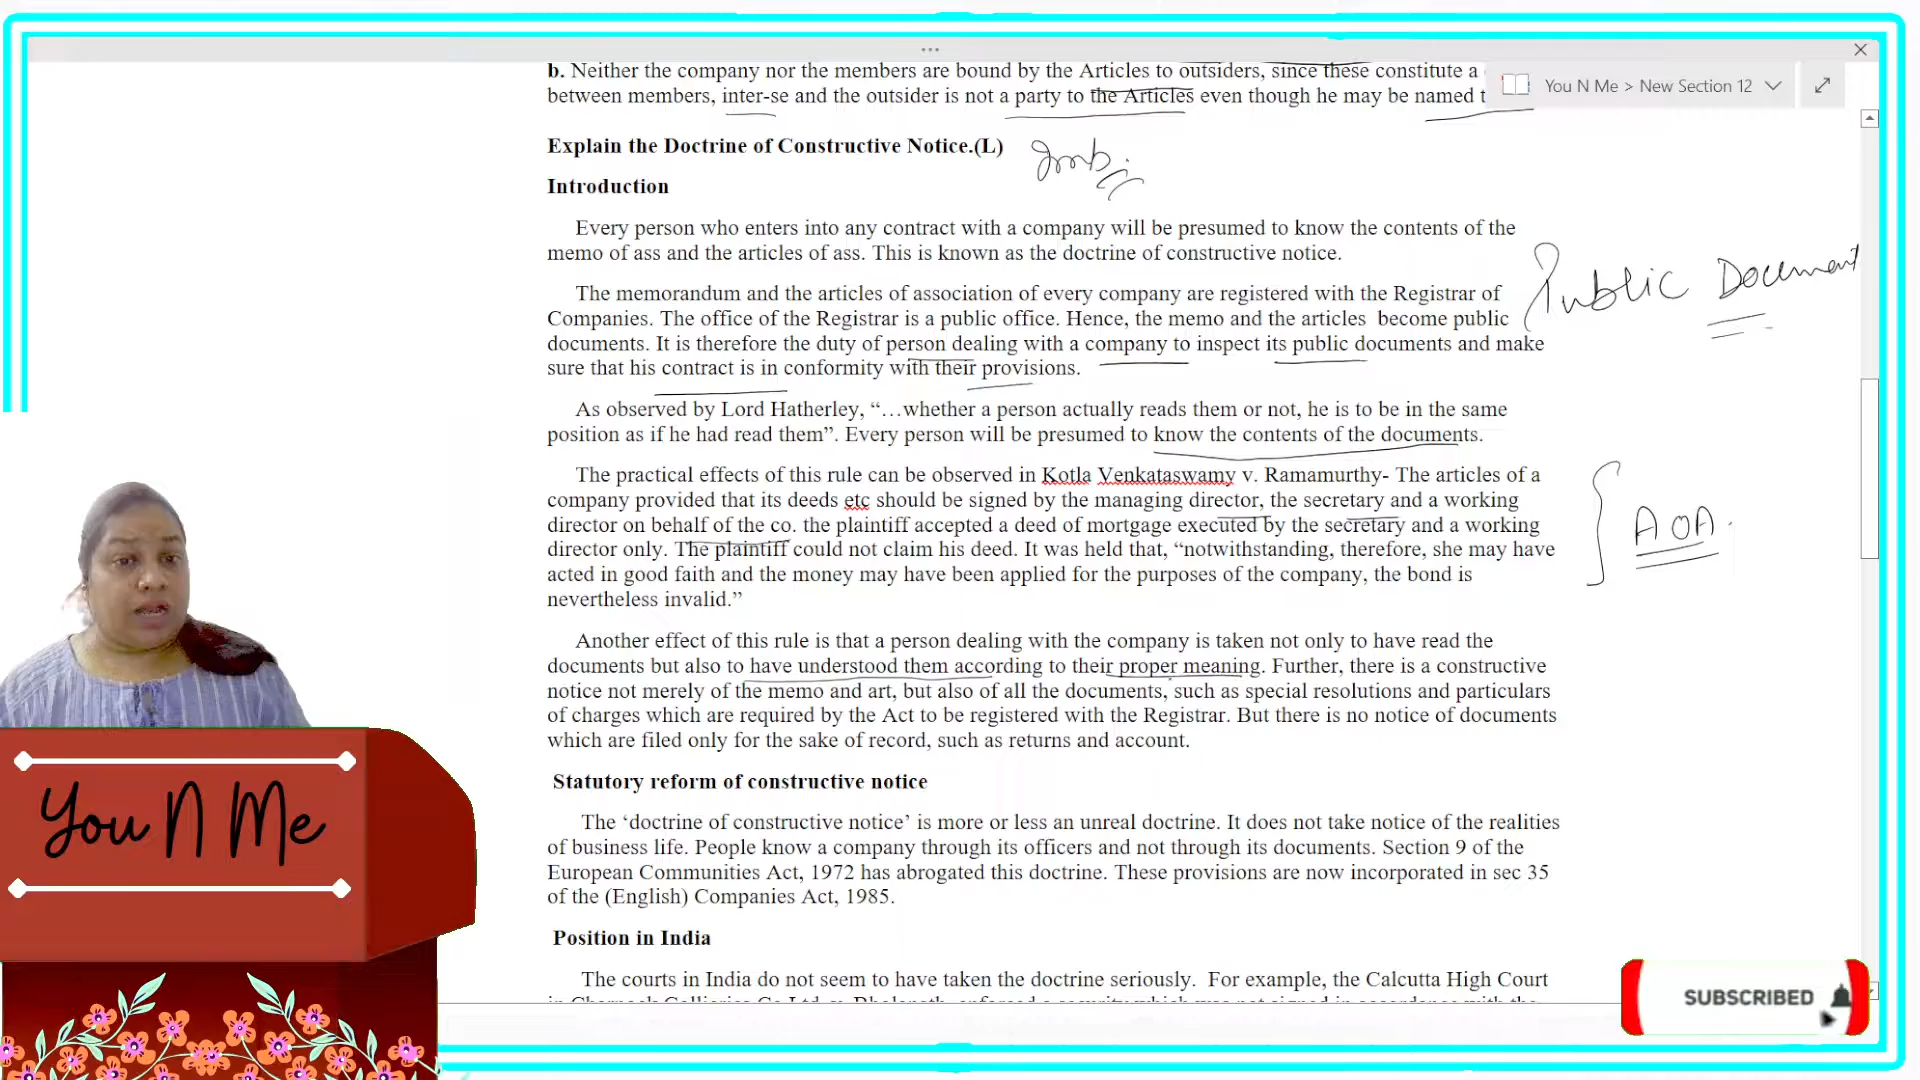 ...
b. Neither the company nor the members are bound by the Articles to outsiders, since these constitute a
You N Me > New Section 12
between members, inter-se and the outsider is not a party to the Articles even though he may be named
Explain the Doctrine of Constructive Notice.(L)
Imp.
Introduction
Every person who enters into any contract with a company will be presumed to know the contents of the
memo of ass and the articles of ass. This is known as the doctrine of constructive notice.
Public Document
The memorandum and the articles of association of every company are registered with the Registrar of
Companies. The office of the Registrar is a public office. Hence, the memo and the articles become public
documents. It is therefore the duty of person dealing with a company to inspect its public documents and make
sure that his contract is in conformity with their provisions.
As observed by Lord Hatherley, “…whether a person actually reads them or not, he is to be in the same
position as if he had read them”. Every person will be presumed to know the contents of the documents.
The practical effects of this rule can be observed in Kotla Venkataswamy v. Ramamurthy- The articles of a
company provided that its deeds etc should be signed by the managing director, the secretary and a working
director on behalf of the co. the plaintiff accepted a deed of mortgage executed by the secretary and a working
director only. The plaintiff could not claim his deed. It was held that, “notwithstanding, therefore, she may have
acted in good faith and the money may have been applied for the purposes of the company, the bond is
nevertheless invalid.”
AOA.
Another effect of this rule is that a person dealing with the company is taken not only to have read the
documents but also to have understood them according to their proper meaning. Further, there is a constructive
notice not merely of the memo and art, but also of all the documents, such as special resolutions and particulars
of charges which are required by the Act to be registered with the Registrar. But there is no notice of documents
which are filed only for the sake of record, such as returns and account.
Statutory reform of constructive notice
The ‘doctrine of constructive notice’ is more or less an unreal doctrine. It does not take notice of the realities
of business life. People know a company through its officers and not through its documents. Section 9 of the
European Communities Act, 1972 has abrogated this doctrine. These provisions are now incorporated in sec 35
of the (English) Companies Act, 1985.
Position in India
The courts in India do not seem to have taken the doctrine seriously. For example, the Calcutta High Court
You N Me
SUBSCRIBED